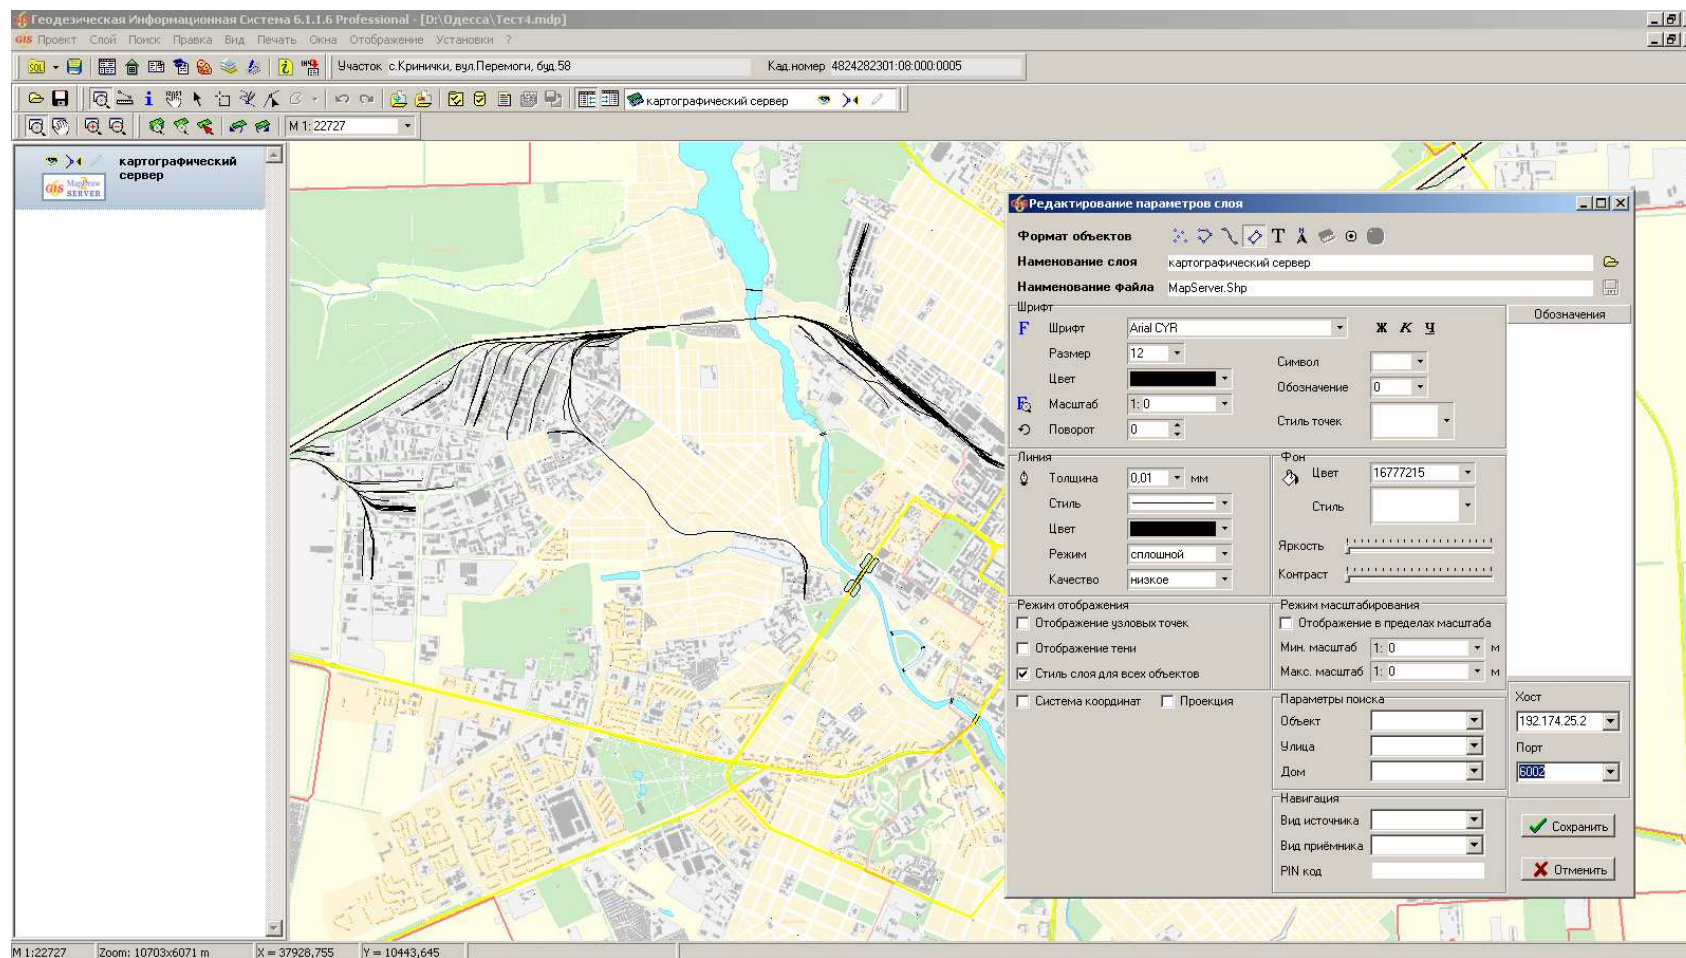 Геодезическая Информационная Система 6.1.1.6 Professional - [D:\Одесса\Тест4.mdp]
GIS Проект Слой Поиск Правка Вид Печать Окна Отображение Установки ?
SQL Участок с.Кринички, вул.Перемоги, буд.58 Кад.номер 4824282301:08:000:0005
картографический сервер
М 1: 22727
картографический
сервер
GIS MapDraw
SERVER
Редактирование параметров слоя
Формат объектов
Наменование слоя картографический сервер
Наименование файла MapServer.Shp
Шрифт
Обозначения
F Шрифт Arial CYR Ж К Ч
Размер 12
Символ
Цвет
Обозначение 0
Масштаб 1: 0
Стиль точек
Поворот 0
Линия
Толщина 0,01 мм
Стиль
Цвет
Режим сплошной
Качество низкое
Фон
Цвет 16777215
Стиль
Яркость
Контраст
Режим отображения
Отображение узловых точек
Отображение тени
Стиль слоя для всех объектов
Режим масштабирования
Отображение в пределах масштаба
Мин. масштаб 1: 0 м
Макс. масштаб 1: 0 м
Система координат Проекция
Параметры поиска
Объект
Улица
Дом
Хост
192.174.25.2
Порт
6002
Навигация
Вид источника
Вид приёмника
PIN код
Сохранить
Отменить
М 1:22727 Zoom: 10703x6071 m X = 37928,755 Y = 10443,645